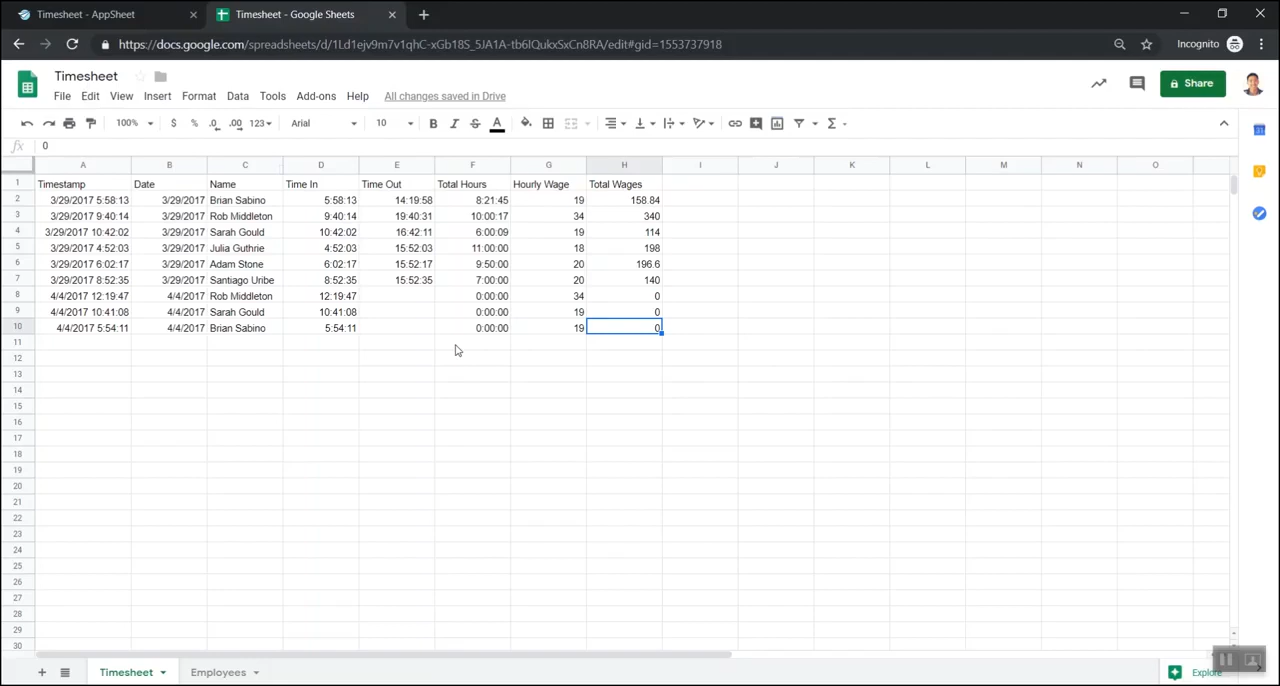 Timesheet - AppSheet
Timesheet - Google Sheets
https://docs.google.com/spreadsheets/d/1Ld1ejv9m7v1qhC-xGb18S_5JA1A-tb6IQukxSxCn8RA/edit#gid=1553737918
Incognito
Timesheet
File Edit View Insert Format Data Tools Add-ons Help All changes saved in Drive
Share
100% $ % .0 .00 123 Arial 10 B I S A Σ
fx 0
A B C D E F G H I J K L M N O
1 Timestamp Date Name Time In Time Out Total Hours Hourly Wage Total Wages
2 3/29/2017 5:58:13 3/29/2017 Brian Sabino 5:58:13 14:19:58 8:21:45 19 158.84
3 3/29/2017 9:40:14 3/29/2017 Rob Middleton 9:40:14 19:40:31 10:00:17 34 340
4 3/29/2017 10:42:02 3/29/2017 Sarah Gould 10:42:02 16:42:11 6:00:09 19 114
5 3/29/2017 4:52:03 3/29/2017 Julia Guthrie 4:52:03 15:52:03 11:00:00 18 198
6 3/29/2017 6:02:17 3/29/2017 Adam Stone 6:02:17 15:52:17 9:50:00 20 196.6
7 3/29/2017 8:52:35 3/29/2017 Santiago Uribe 8:52:35 15:52:35 7:00:00 20 140
8 4/4/2017 12:19:47 4/4/2017 Rob Middleton 12:19:47 0:00:00 34 0
9 4/4/2017 10:41:08 4/4/2017 Sarah Gould 10:41:08 0:00:00 19 0
10 4/4/2017 5:54:11 4/4/2017 Brian Sabino 5:54:11 0:00:00 19 0
11
12
13
14
15
16
17
18
19
20
21
22
23
24
25
26
27
28
29
30
Timesheet Employees Explore